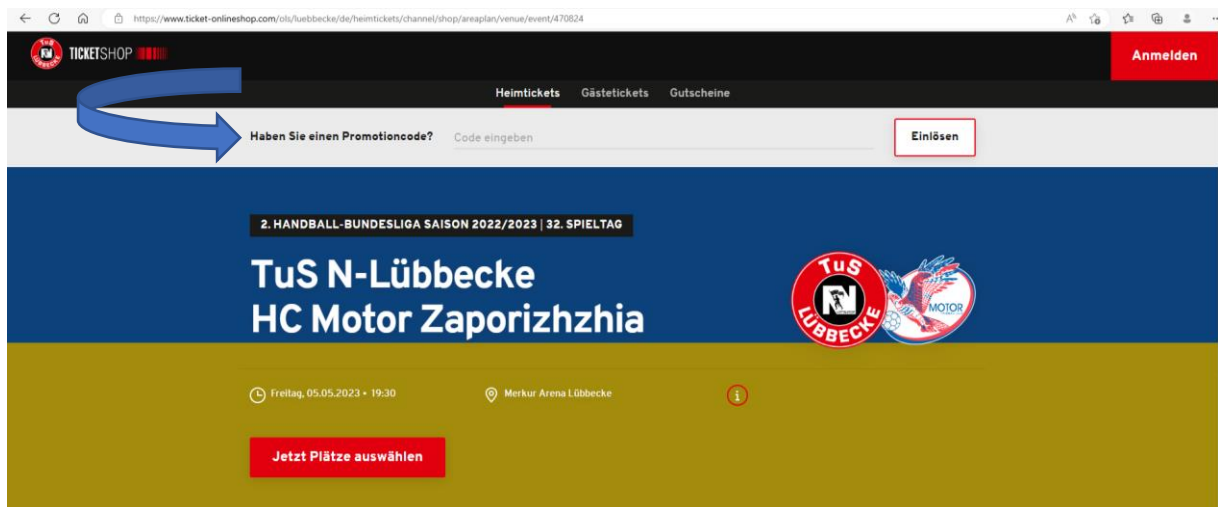 https://www.ticket-onlineshop.com/ols/luebbecke/de/heimtickets/channel/shop/areaplan/venue/event/470824
TICKETSHOP
Anmelden
Heimtickets Gästetickets Gutscheine
Haben Sie einen Promotioncode? Code eingeben Einlösen
2. HANDBALL-BUNDESLIGA SAISON 2022/2023 | 32. SPIELTAG
TuS N-Lübbecke
HC Motor Zaporizhzhia
TuS
N
LÜBBECKE
MOTOR
Freitag, 05.05.2023 • 19:30 Merkur Arena Lübbecke i
Jetzt Plätze auswählen